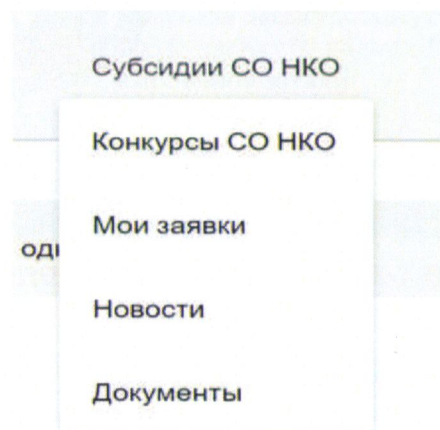 Субсидии СО НКО
Конкурсы СО НКО
Мои заявки
Новости
Документы